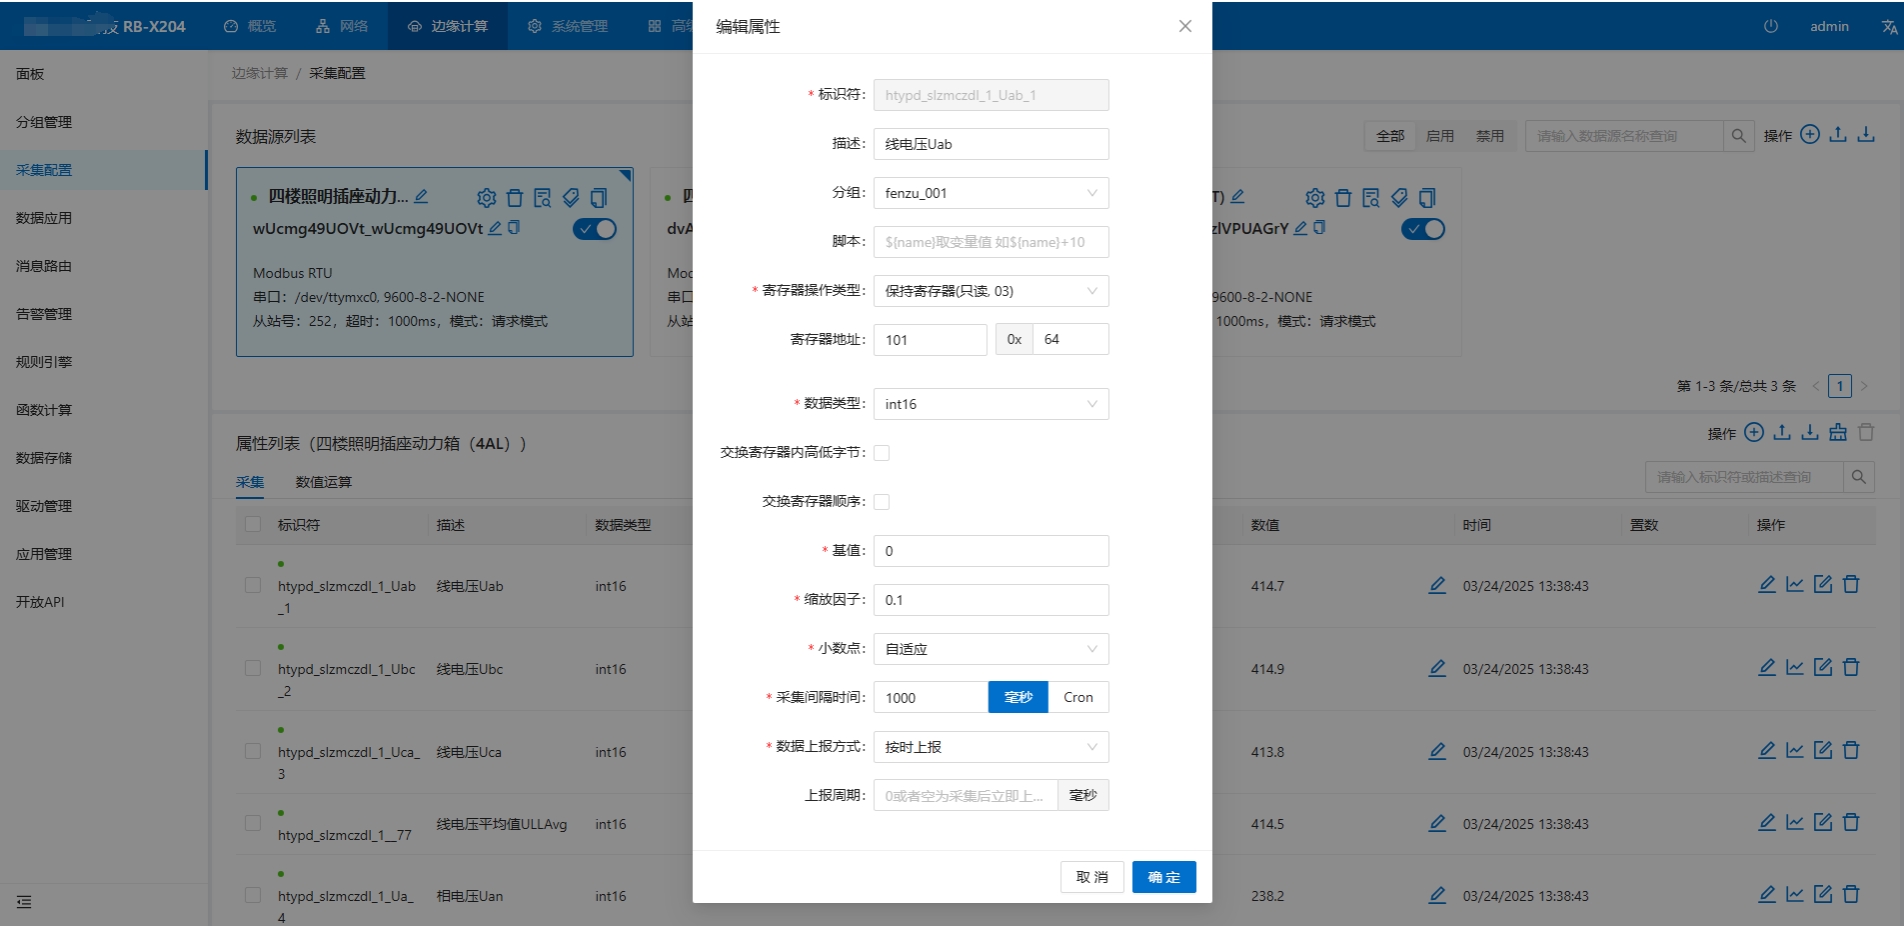 RB-X204
概览
网络
边缘计算
系统管理
admin
面板
分组管理
采集配置
数据应用
消息路由
告警管理
规则引擎
函数计算
数据存储
驱动管理
应用管理
开放API
边缘计算 / 采集配置
数据源列表
全部
启用
禁用
请输入数据源名称查询
操作
四楼照明插座动力...
wUcmg49UOVt_wUcmg49UOVt
Modbus RTU
串口：/dev/ttymxc0, 9600-8-2-NONE
从站号：252，超时：1000ms，模式：请求模式
dvA
Moc
T)
zlVPUAGrY
9600-8-2-NONE
1000ms，模式：请求模式
第 1-3 条/总共 3 条
1
属性列表（四楼照明插座动力箱（4AL））
操作
采集
数值运算
请输入标识符或描述查询
标识符 描述 数据类型 数值 时间 置数 操作
htypd_slzmczdl_1_Uab_1 线电压Uab int16 414.7 03/24/2025 13:38:43
htypd_slzmczdl_1_Ubc_2 线电压Ubc int16 414.9 03/24/2025 13:38:43
htypd_slzmczdl_1_Uca_3 线电压Uca int16 413.8 03/24/2025 13:38:43
htypd_slzmczdl_1__77 线电压平均值ULLAvg int16 414.5 03/24/2025 13:38:43
htypd_slzmczdl_1_Ua_4 相电压Uan int16 238.2 03/24/2025 13:38:43
编辑属性
* 标识符： htypd_slzmczdl_1_Uab_1
描述： 线电压Uab
分组： fenzu_001
脚本： ${name}取变量值 如${name}+10
* 寄存器操作类型： 保持寄存器(只读, 03)
寄存器地址： 101 0x 64
* 数据类型： int16
交换寄存器内高低字节：
交换寄存器顺序：
* 基值： 0
* 缩放因子： 0.1
* 小数点： 自适应
* 采集间隔时间： 1000 毫秒 Cron
* 数据上报方式： 按时上报
上报周期： 0或者空为采集后立即上... 毫秒
取 消
确 定